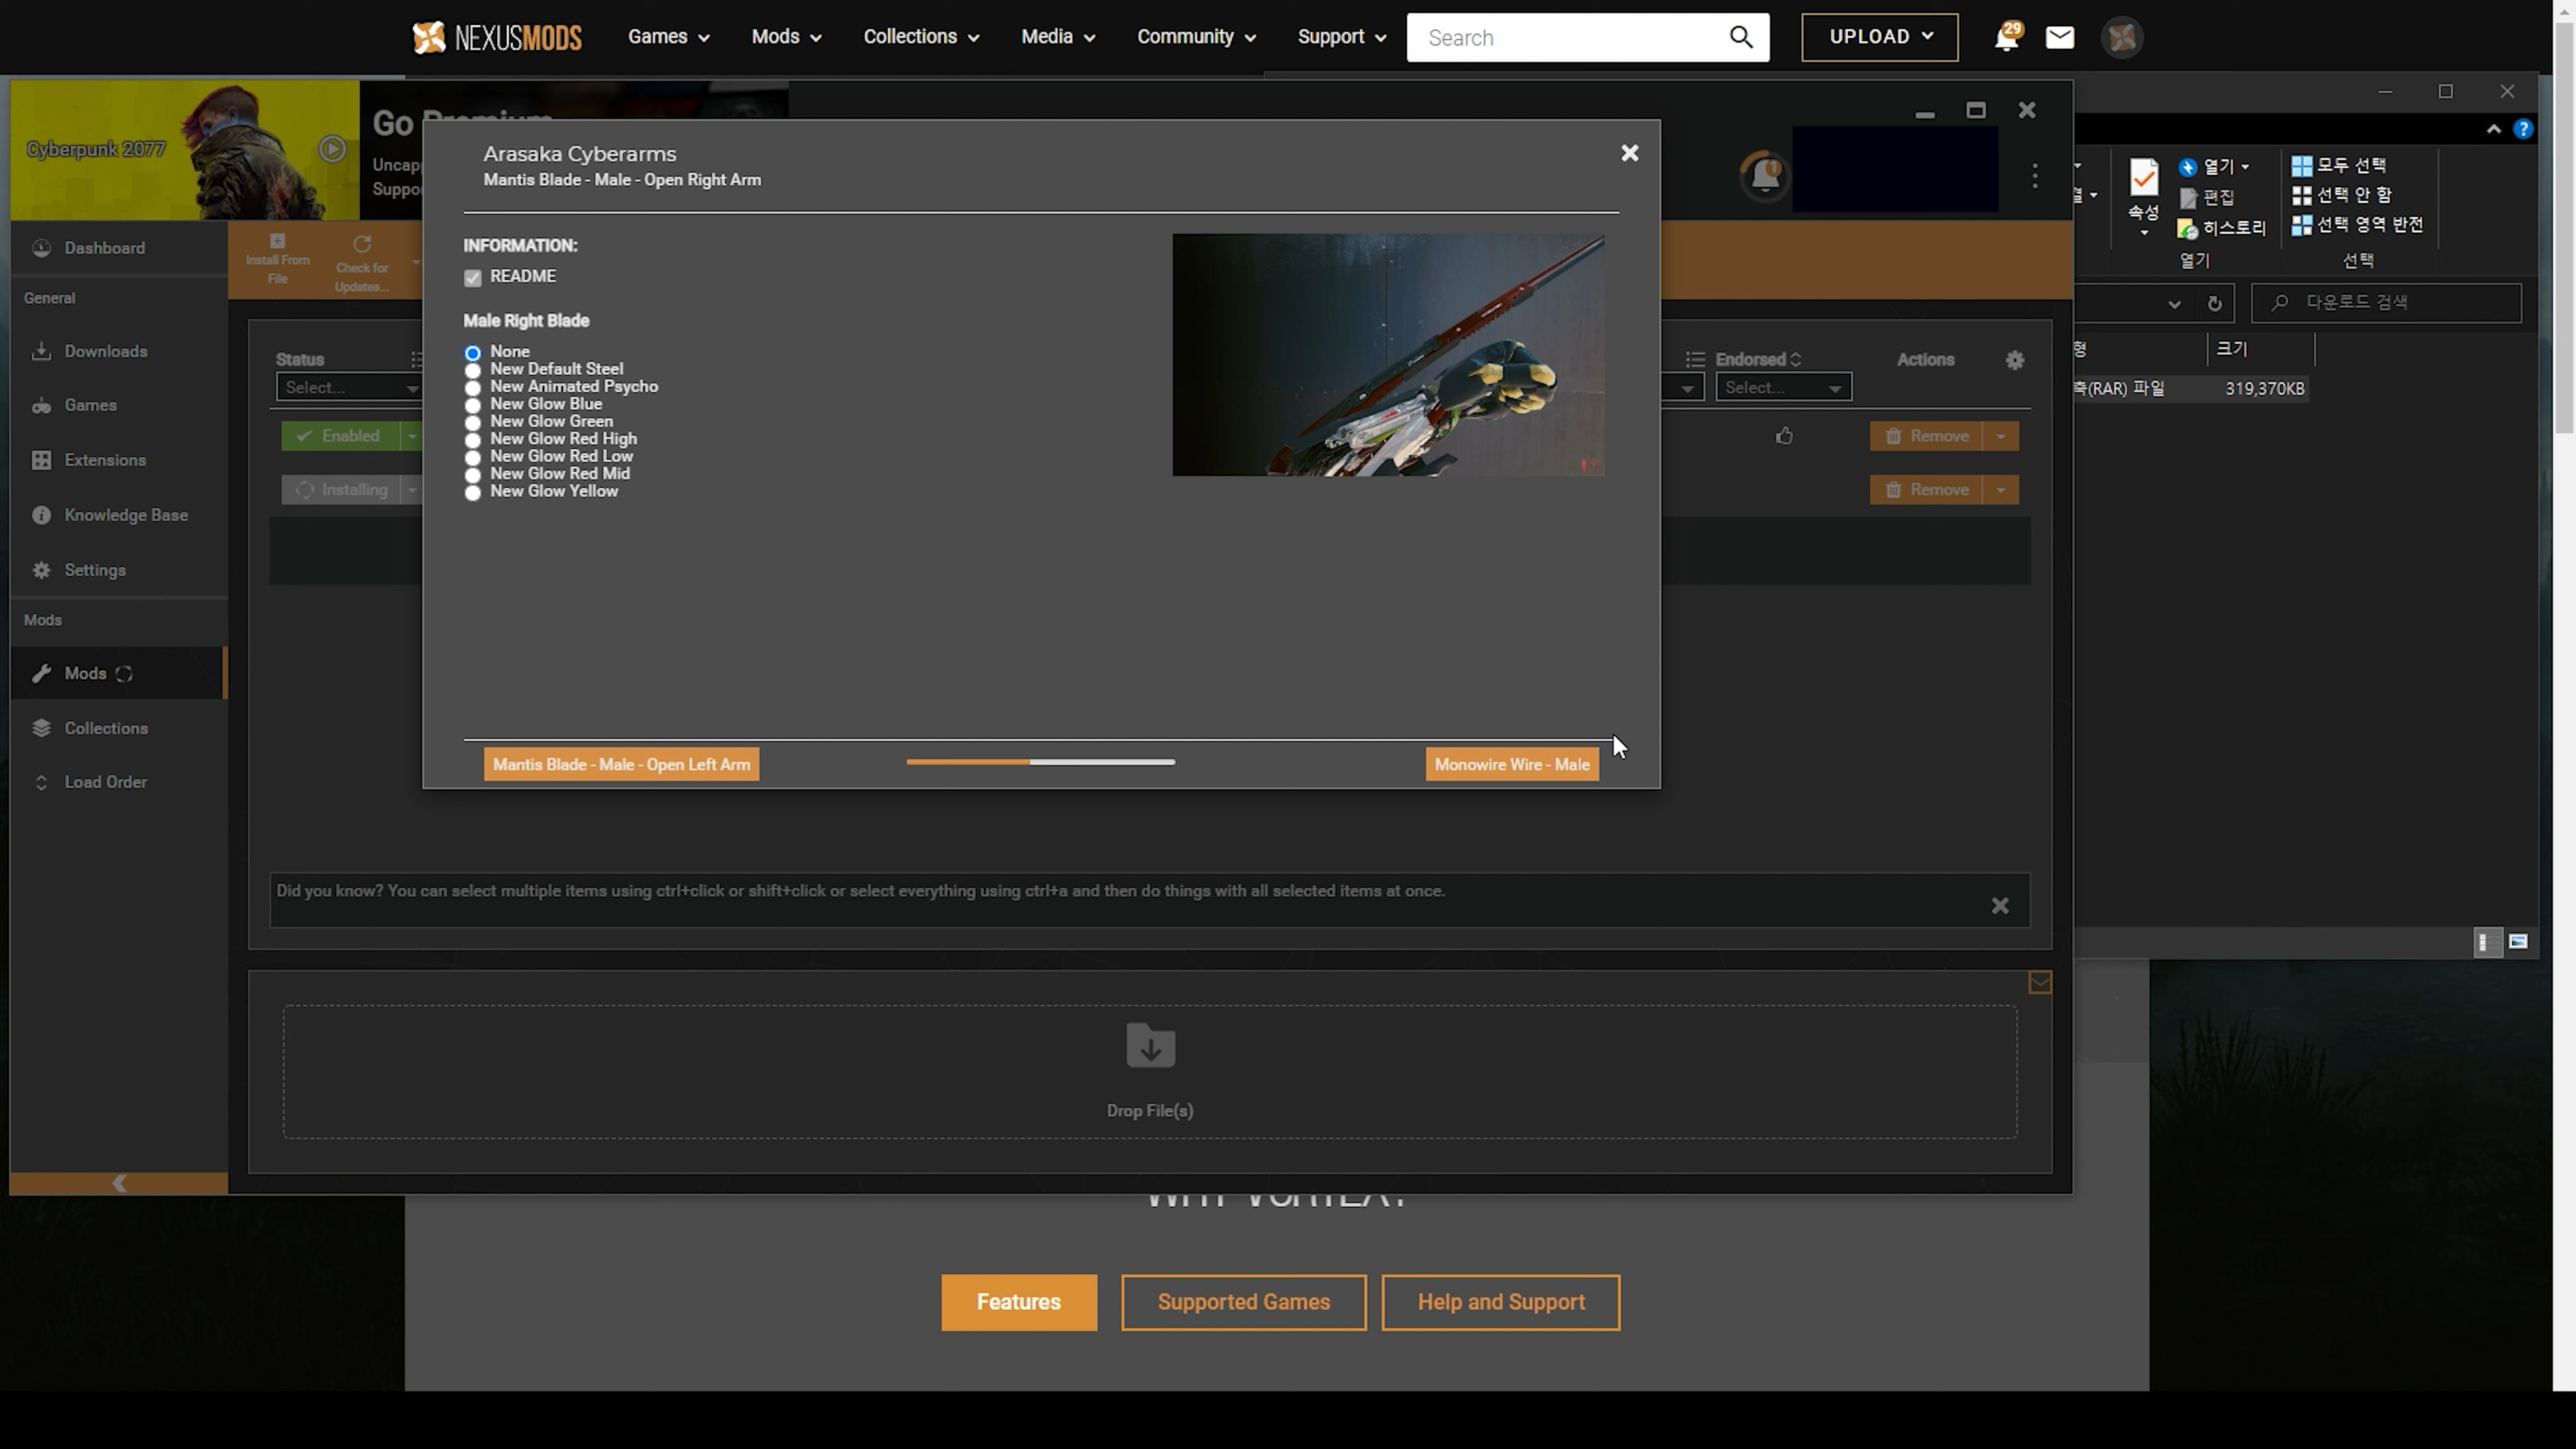 NEXUSMODS
Games
Mods
Collections
Media
Community
Support
Search
UPLOAD
29
Cyberpunk 2077
Go Premium
Uncap
Suppo
1
Arasaka Cyberarms
Mantis Blade - Male - Open Right Arm
INFORMATION:
README
Male Right Blade
None
New Default Steel
New Animated Psycho
New Glow Blue
New Glow Green
New Glow Red High
New Glow Red Low
New Glow Red Mid
New Glow Yellow
Mantis Blade - Male - Open Left Arm
Monowire Wire - Male
Dashboard
General
Downloads
Games
Extensions
Knowledge Base
Settings
Mods
Mods
Collections
Load Order
Install From
File
Check for
Updates...
Status
Select...
Enabled
Installing
Endorsed
Select...
Actions
Remove
Remove
Did you know? You can select multiple items using ctrl+click or shift+click or select everything using ctrl+a and then do things with all selected items at once.
Drop File(s)
속성
열기
편집
히스토리
열기
모두 선택
선택 안 함
선택 영역 반전
선택
다운로드 검색
형
크기
축(RAR) 파일
319,370KB
WHY VORTEX?
Features
Supported Games
Help and Support